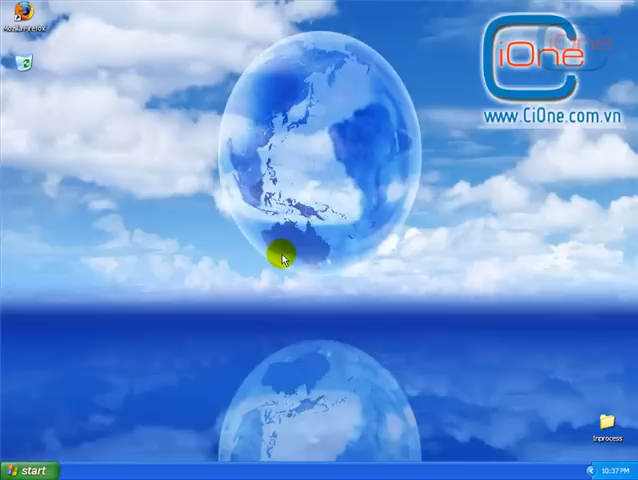 Mozilla Firefox
CiOne
www.CiOne.com.vn
Inprocess
start
10:37 PM